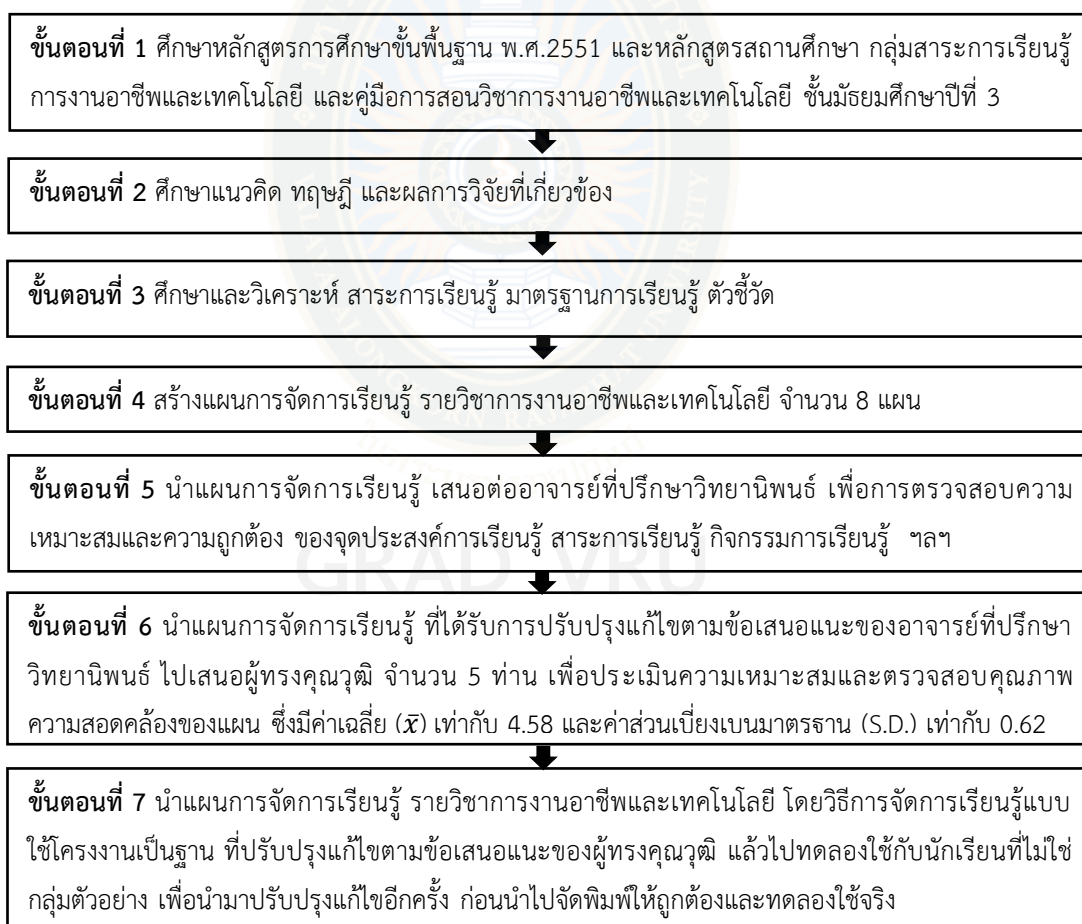 ขั้นตอนที่ 1 ศึกษาหลักสูตรการศึกษาขั้นพื้นฐาน พ.ศ.2551 และหลักสูตรสถานศึกษา กลุ่มสาระการเรียนรู้
การงานอาชีพและเทคโนโลยี และคู่มือการสอนวิชาการงานอาชีพและเทคโนโลยี ชั้นมัธยมศึกษาปีที่ 3
ขั้นตอนที่ 2 ศึกษาแนวคิด ทฤษฎี และผลการวิจัยที่เกี่ยวข้อง
ขั้นตอนที่ 3 ศึกษาและวิเคราะห์ สาระการเรียนรู้ มาตรฐานการเรียนรู้ ตัวชี้วัด
ขั้นตอนที่ 4 สร้างแผนการจัดการเรียนรู้ รายวิชาการงานอาชีพและเทคโนโลยี จำนวน 8 แผน
ขั้นตอนที่ 5 นำแผนการจัดการเรียนรู้ เสนอต่ออาจารย์ที่ปรึกษาวิทยานิพนธ์ เพื่อการตรวจสอบความ
เหมาะสมและความถูกต้อง ของจุดประสงค์การเรียนรู้ สาระการเรียนรู้ กิจกรรมการเรียนรู้ ฯลฯ
GRAD VRU
ขั้นตอนที่ 6 นำแผนการจัดการเรียนรู้ ที่ได้รับการปรับปรุงแก้ไขตามข้อเสนอแนะของอาจารย์ที่ปรึกษา
วิทยานิพนธ์ ไปเสนอผู้ทรงคุณวุฒิ จำนวน 5 ท่าน เพื่อประเมินความเหมาะสมและตรวจสอบคุณภาพ
ความสอดคล้องของแผน ซึ่งมีค่าเฉลี่ย (x̄) เท่ากับ 4.58 และค่าส่วนเบี่ยงเบนมาตรฐาน (S.D.) เท่ากับ 0.62
ขั้นตอนที่ 7 นำแผนการจัดการเรียนรู้ รายวิชาการงานอาชีพและเทคโนโลยี โดยวิธีการจัดการเรียนรู้แบบ
ใช้โครงงานเป็นฐาน ที่ปรับปรุงแก้ไขตามข้อเสนอแนะของผู้ทรงคุณวุฒิ แล้วไปทดลองใช้กับนักเรียนที่ไม่ใช่
กลุ่มตัวอย่าง เพื่อนำมาปรับปรุงแก้ไขอีกครั้ง ก่อนนำไปจัดพิมพ์ให้ถูกต้องและทดลองใช้จริง